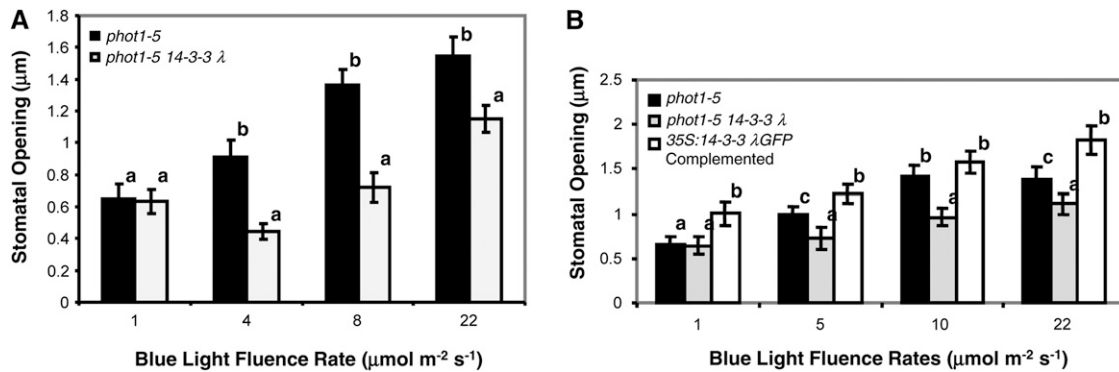 A
1.8
1.6
1.4
1.2
1
0.8
0.6
0.4
0.2
0
Stomatal Opening (μm)
phot1-5
phot1-5 14-3-3 λ
a
a
b
a
b
a
b
a
1
4
8
22
Blue Light Fluence Rate (μmol m⁻² s⁻¹)
B
2.5
2
1.5
1
0.5
0
Stomatal Opening (μm)
phot1-5
phot1-5 14-3-3 λ
35S:14-3-3 λGFP
Complemented
a
a
b
c
a
b
b
a
b
c
a
b
1
5
10
22
Blue Light Fluence Rates (μmol m⁻² s⁻¹)